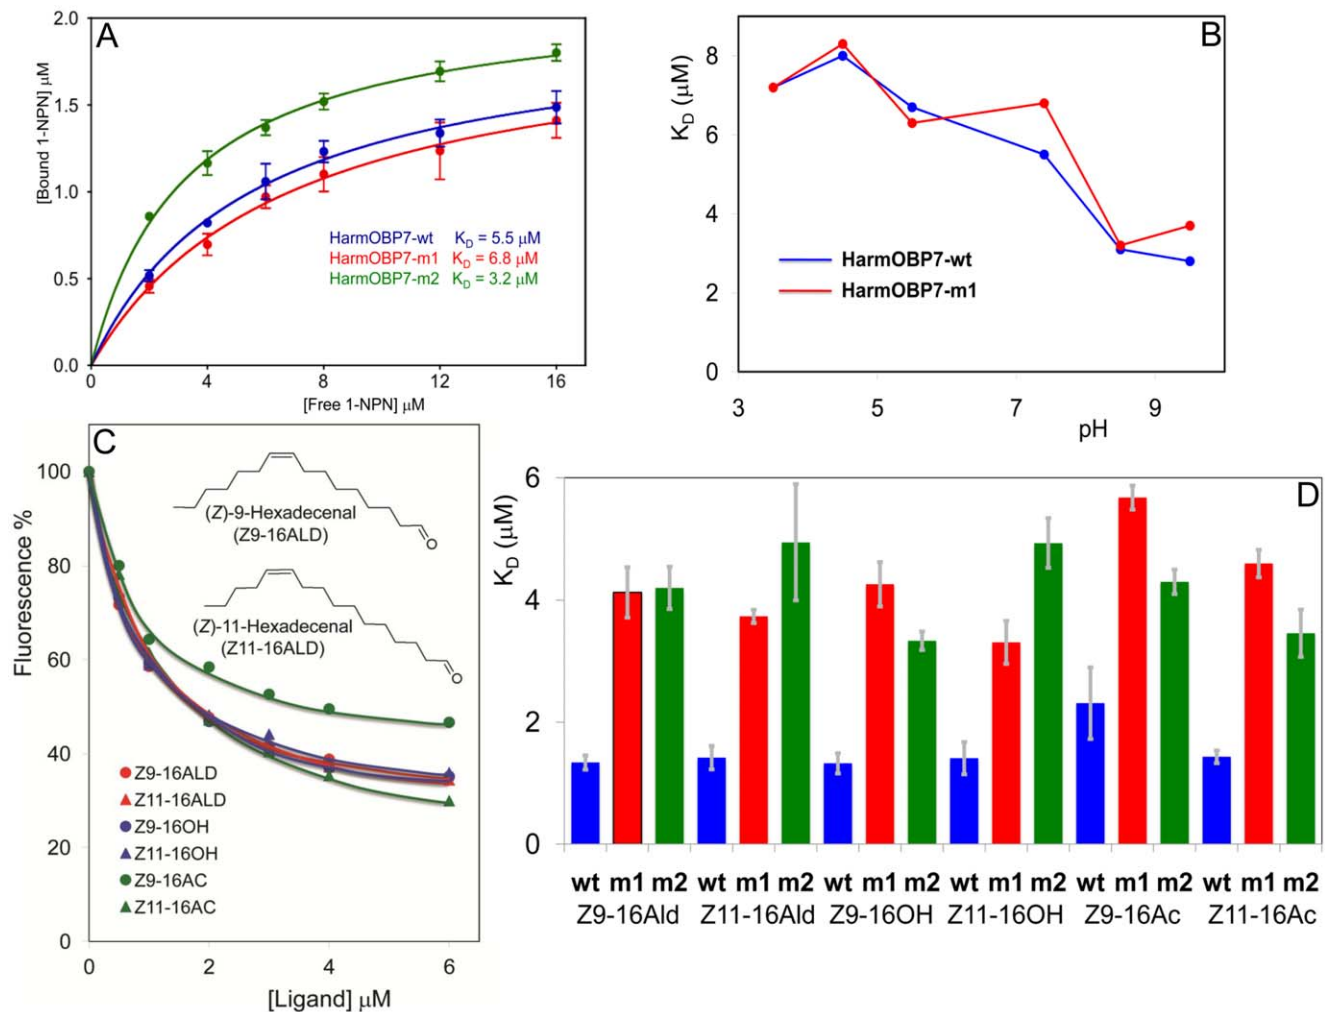 A
2.0
1.5
1.0
0.5
0.0
[Bound 1-NPN] μM
HarmOBP7-wt K_D = 5.5 μM
HarmOBP7-m1 K_D = 6.8 μM
HarmOBP7-m2 K_D = 3.2 μM
0 4 8 12 16
[Free 1-NPN] μM
B
8
6
4
2
0
K_D (μM)
HarmOBP7-wt
HarmOBP7-m1
3 5 7 9
pH
C
100
80
60
40
20
0
Fluorescence %
(Z)-9-Hexadecenal
(Z9-16ALD)
O
(Z)-11-Hexadecenal
(Z11-16ALD)
O
Z9-16ALD
Z11-16ALD
Z9-16OH
Z11-16OH
Z9-16AC
Z11-16AC
0 2 4 6
[Ligand] μM
D
6
4
2
0
K_D (μM)
wt m1 m2 wt m1 m2 wt m1 m2 wt m1 m2 wt m1 m2 wt m1 m2
Z9-16Ald Z11-16Ald Z9-16OH Z11-16OH Z9-16Ac Z11-16Ac